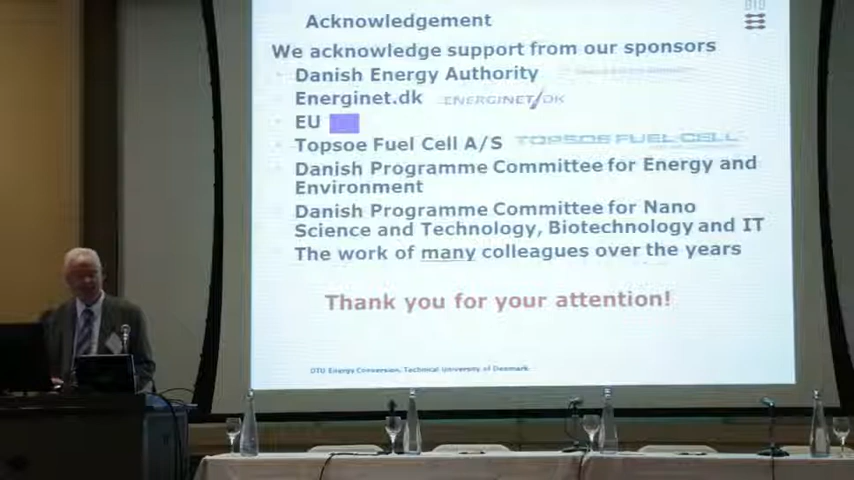 DTU
Acknowledgement
We acknowledge support from our sponsors
Danish Energy Authority
Energinet.dk ENERGINET/DK
EU
Topsoe Fuel Cell A/S TOPSOE FUEL CELL
Danish Programme Committee for Energy and
Environment
Danish Programme Committee for Nano
Science and Technology, Biotechnology and IT
The work of many colleagues over the years
Thank you for your attention!
DTU Energy Conversion, Technical University of Denmark